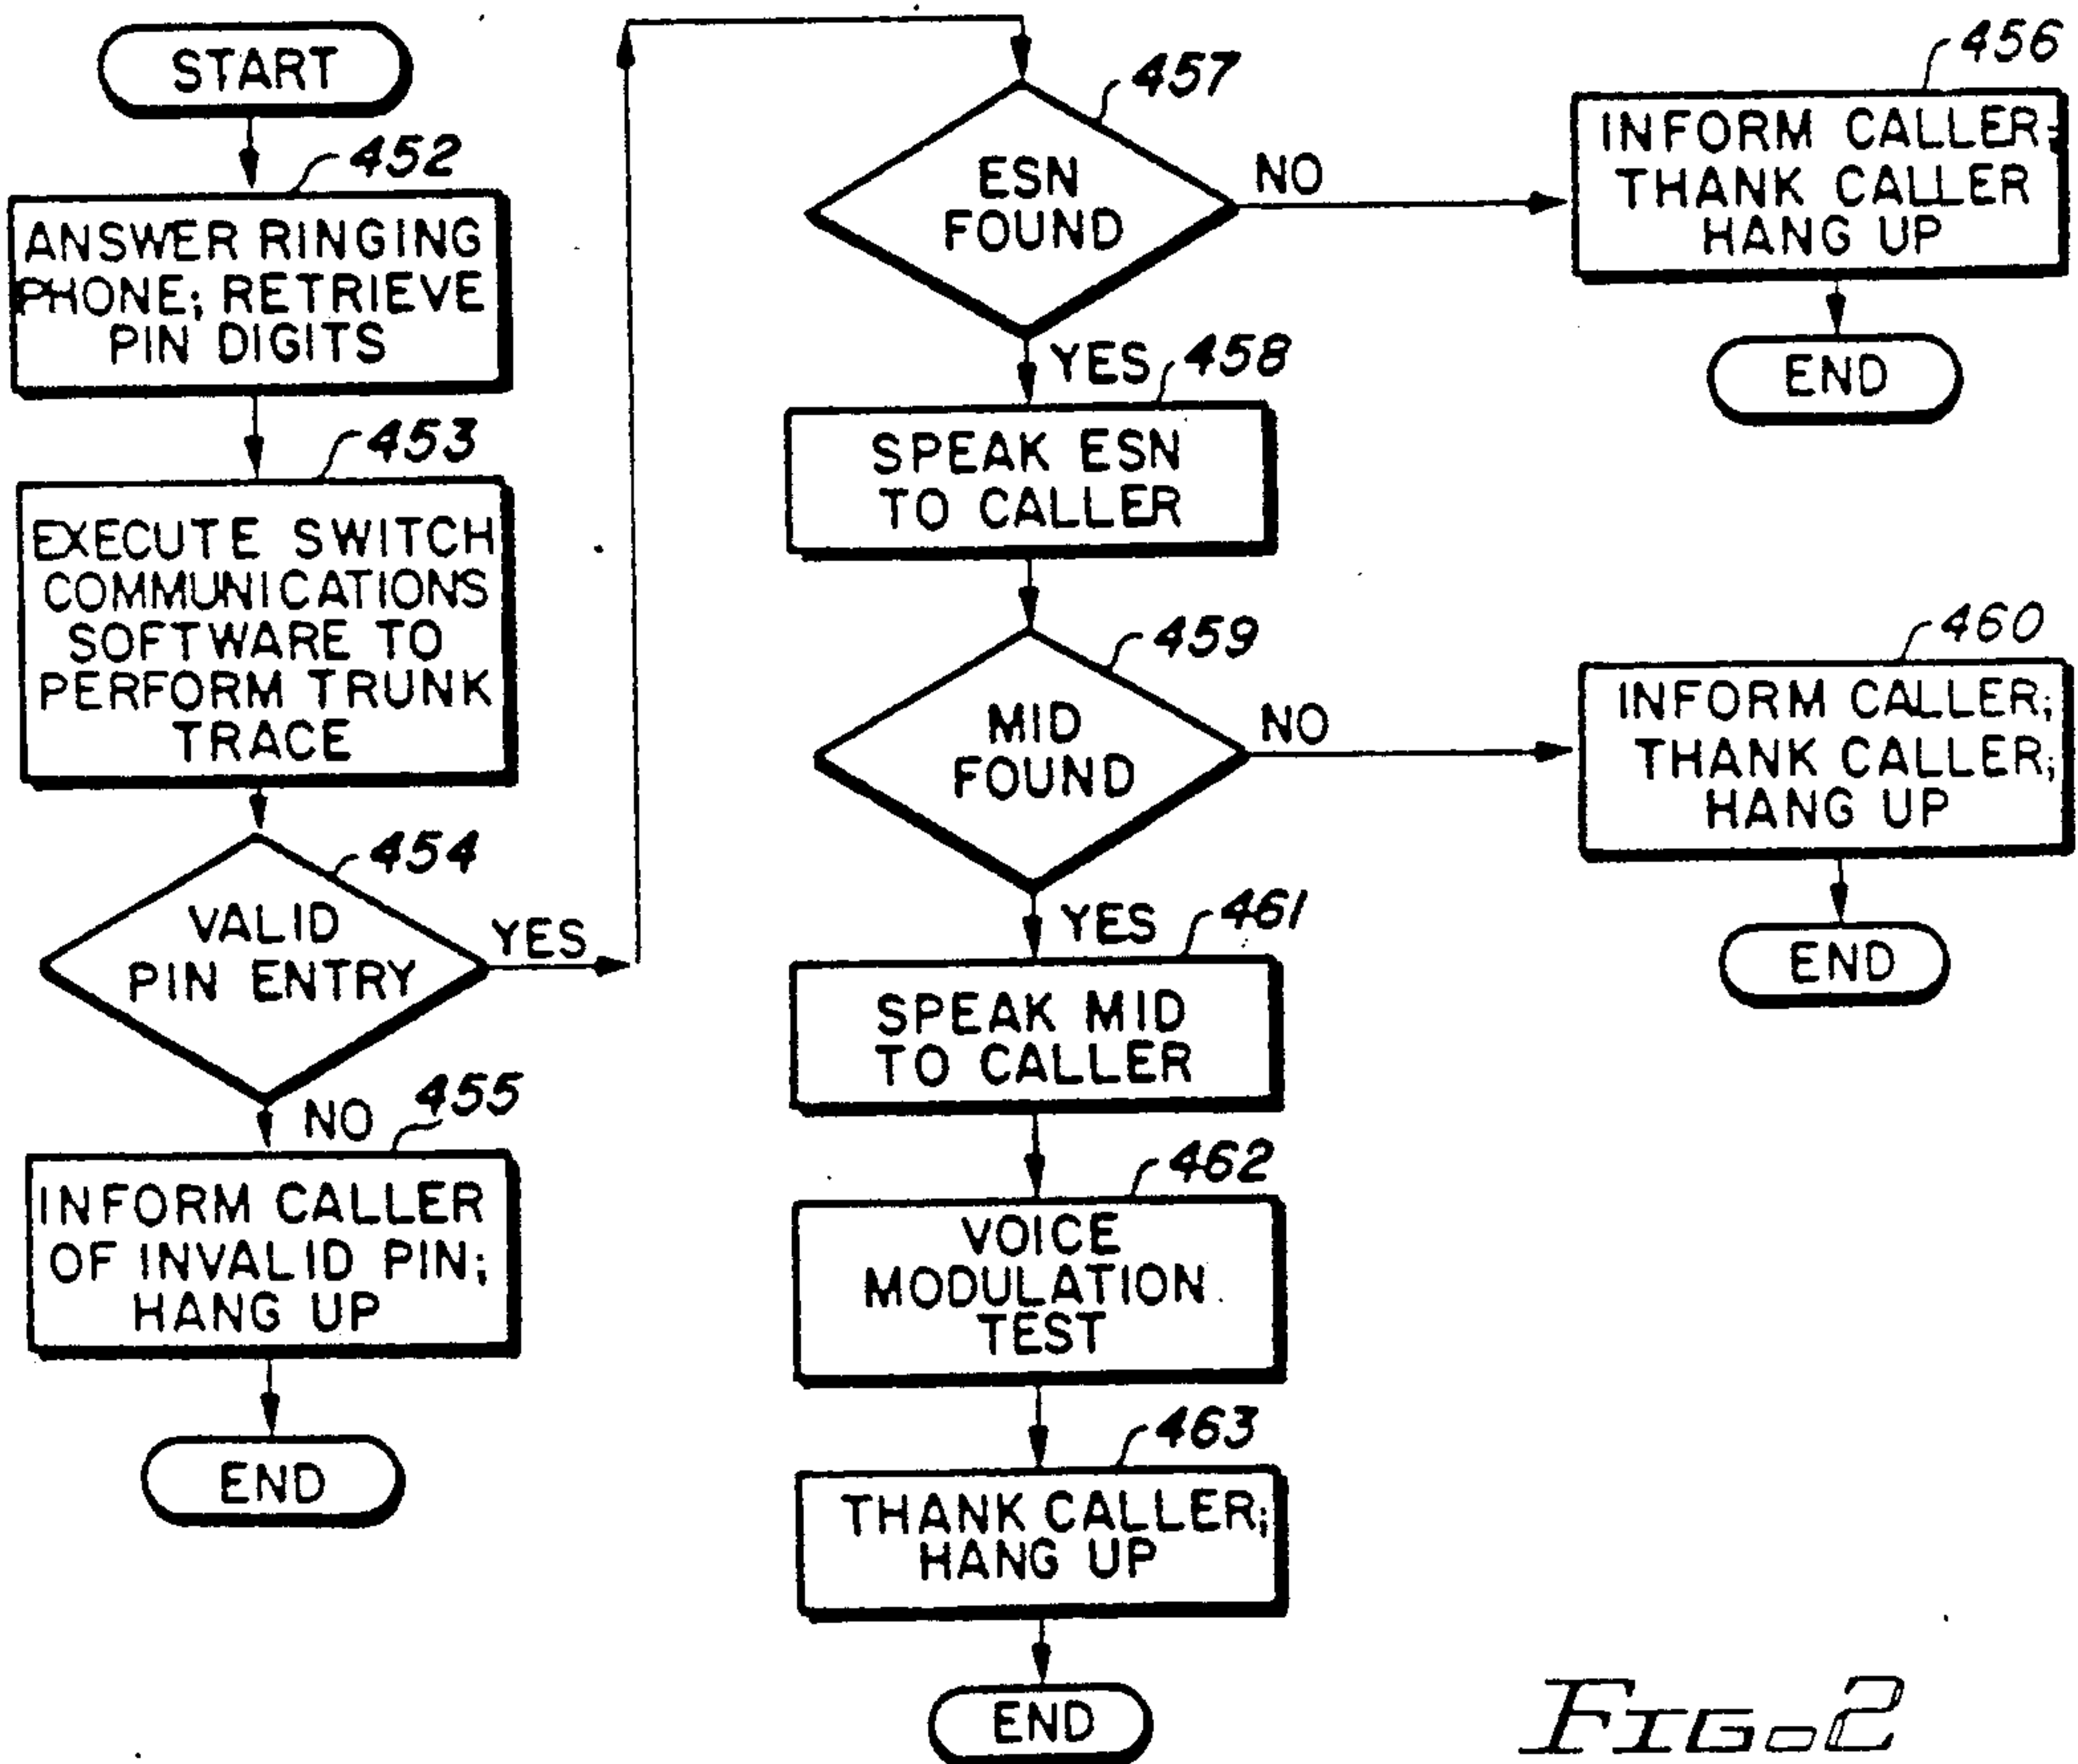 START
452
ANSWER RINGING
PHONE; RETRIEVE
PIN DIGITS
453
EXECUTE SWITCH
COMMUNICATIONS
SOFTWARE TO
PERFORM TRUNK
TRACE
454
VALID
PIN ENTRY
YES
NO
455
INFORM CALLER
OF INVALID PIN;
HANG UP
END
457
ESN
FOUND
NO
456
INFORM CALLER;
THANK CALLER
HANG UP
END
YES
458
SPEAK ESN
TO CALLER
459
MID
FOUND
NO
460
INFORM CALLER;
THANK CALLER;
HANG UP
END
YES
461
SPEAK MID
TO CALLER
462
VOICE
MODULATION
TEST
463
THANK CALLER;
HANG UP
END
FIG. 2